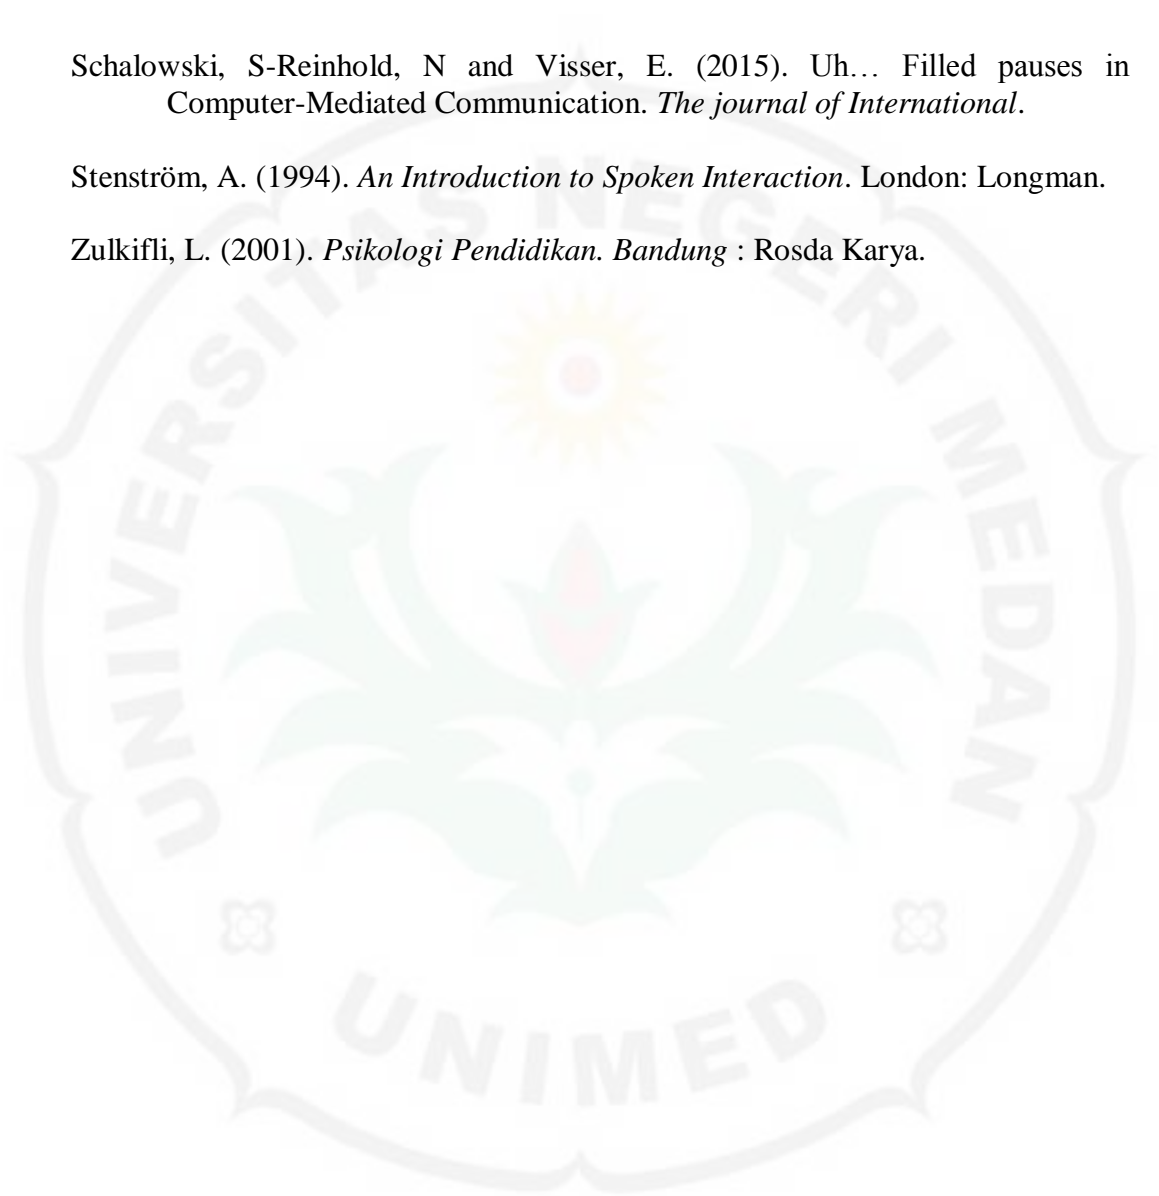 Schalowski, S-Reinhold, N and Visser, E. (2015). Uh… Filled pauses in
Computer-Mediated Communication. The journal of International.
Stenström, A. (1994). An Introduction to Spoken Interaction. London: Longman.
Zulkifli, L. (2001). Psikologi Pendidikan. Bandung : Rosda Karya.
UNIVERSITAS NEGERI MEDAN
UNIMED